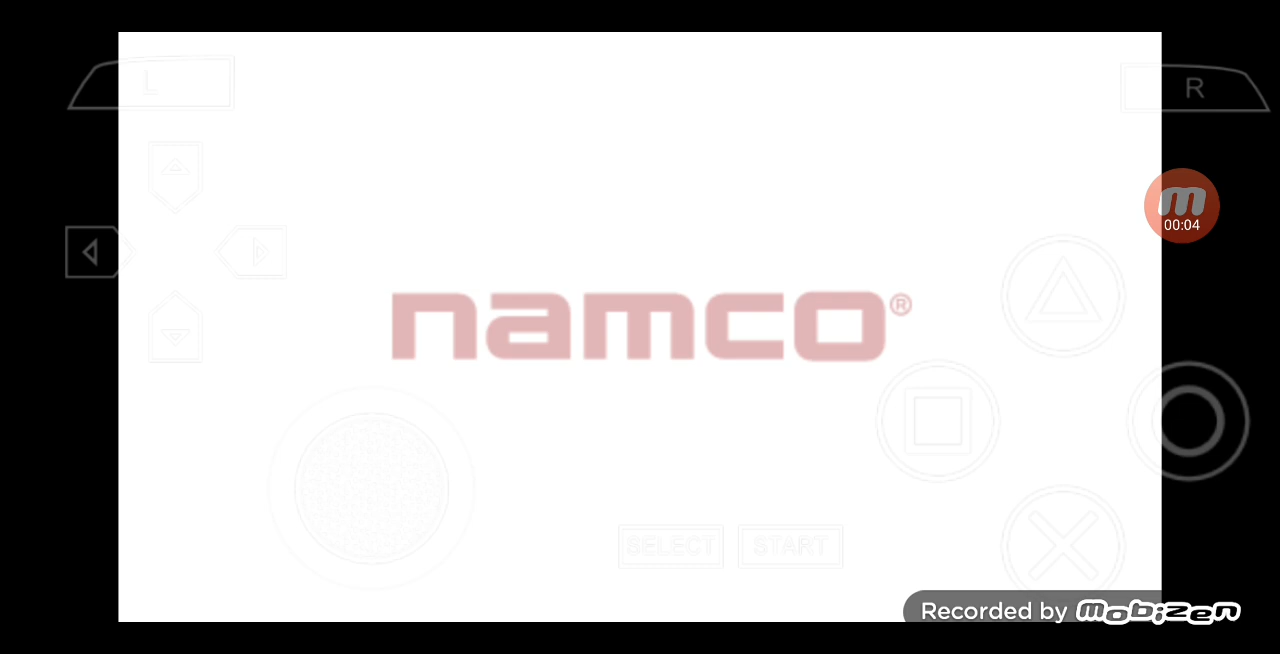 L
R
00:04
namco®
SELECT
START
Recorded by mobizen